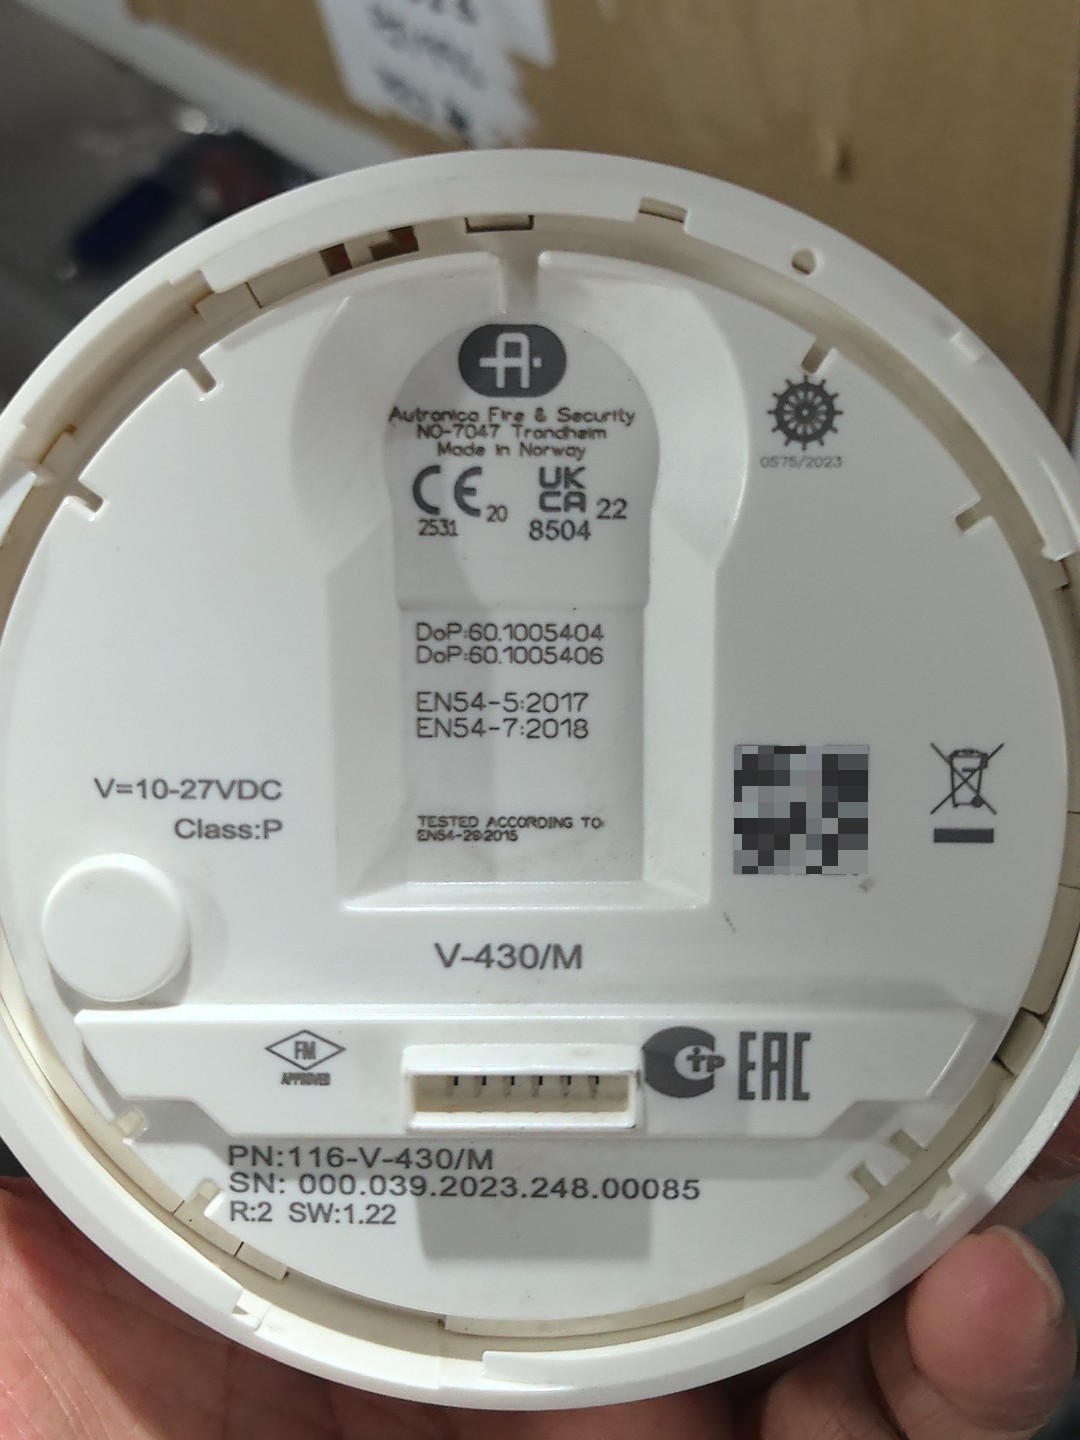 Autronica Fire & Security
NO-7047 Trondheim
Made in Norway
0575/2023
CE 20
2531
UK
CA 22
8504
DoP:60.1005404
DoP:60.1005406
EN54-5:2017
EN54-7:2018
V=10-27VDC
Class:P
TESTED ACCORDING TO:
EN54-29:2015
V-430/M
FM
APPROVED
EAC
PN:116-V-430/M
SN: 000.039.2023.248.00085
R:2 SW:1.22